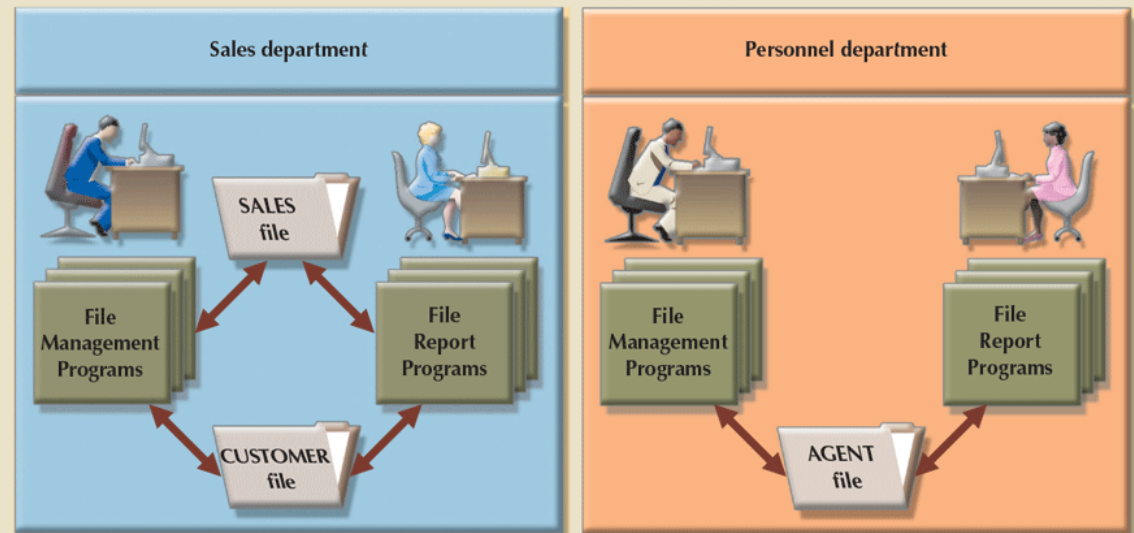 Sales department
SALES
file
File
Management
Programs
File
Report
Programs
CUSTOMER
file
Personnel department
File
Management
Programs
File
Report
Programs
AGENT
file